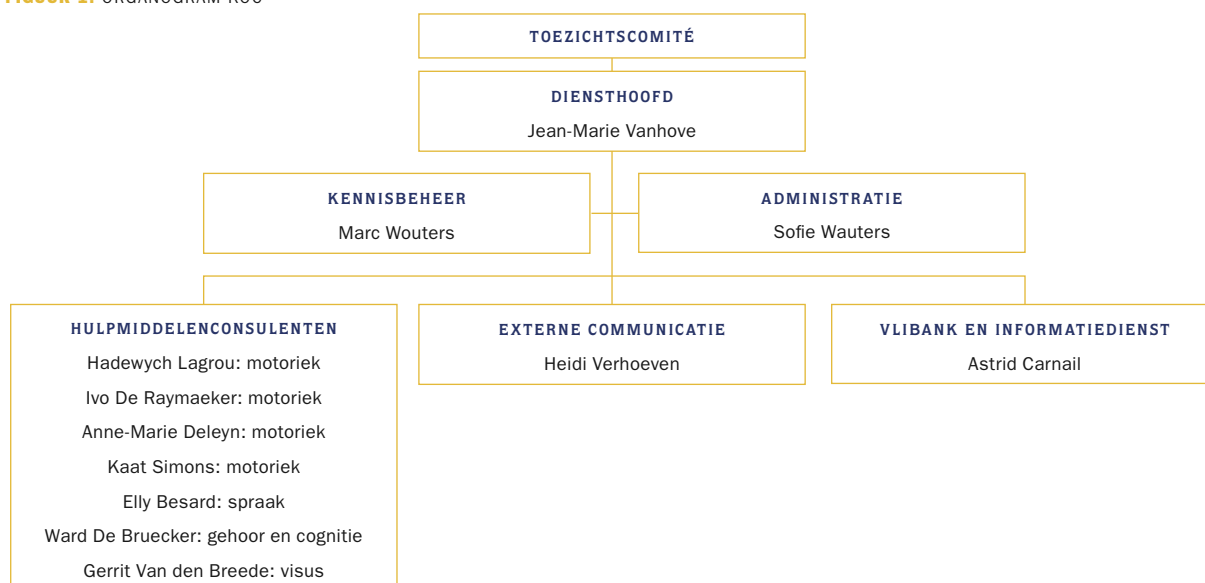 ORGANOGRAM
TOEZICHTSCOMITÉ
DIENSTHOOFD
Jean-Marie Vanhove
KENNISBEHEER
Marc Wouters
ADMINISTRATIE
Sofie Wauters
HULPMIDDELENCONSULENTEN
Hadewych Lagrou: motoriek
Ivo De Raymaeker: motoriek
Anne-Marie Deleyn: motoriek
Kaat Simons: motoriek
Elly Besard: spraak
Ward De Bruecker: gehoor en cognitie
Gerrit Van den Breede: visus
EXTERNE COMMUNICATIE
Heidi Verhoeven
VLIBANK EN INFORMATIEDIENST
Astrid Carnail